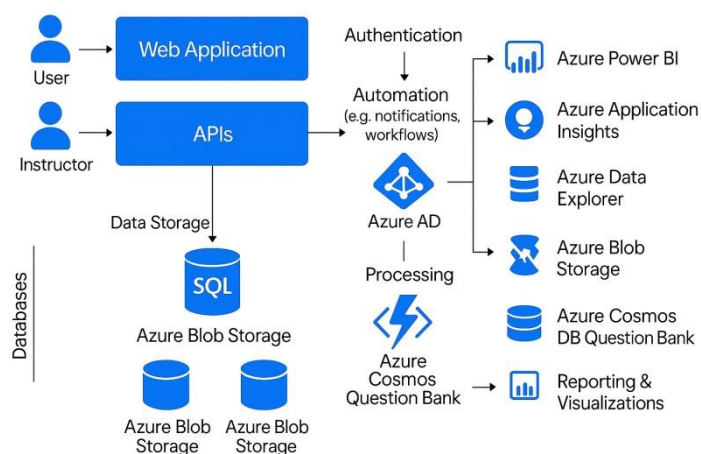 User
Web Application
Instructor
APIs
Data Storage
Databases
SQL
Azure Blob Storage
Azure Blob
Storage
Azure Blob
Storage
Authentication
Automation
(e.g. notifications,
workflows)
Azure AD
Processing
Azure
Cosmos
Question Bank
Azure Power BI
Azure Application
Insights
Azure Data
Explorer
Azure Blob
Storage
Azure Cosmos
DB Question Bank
Reporting &
Visualizations